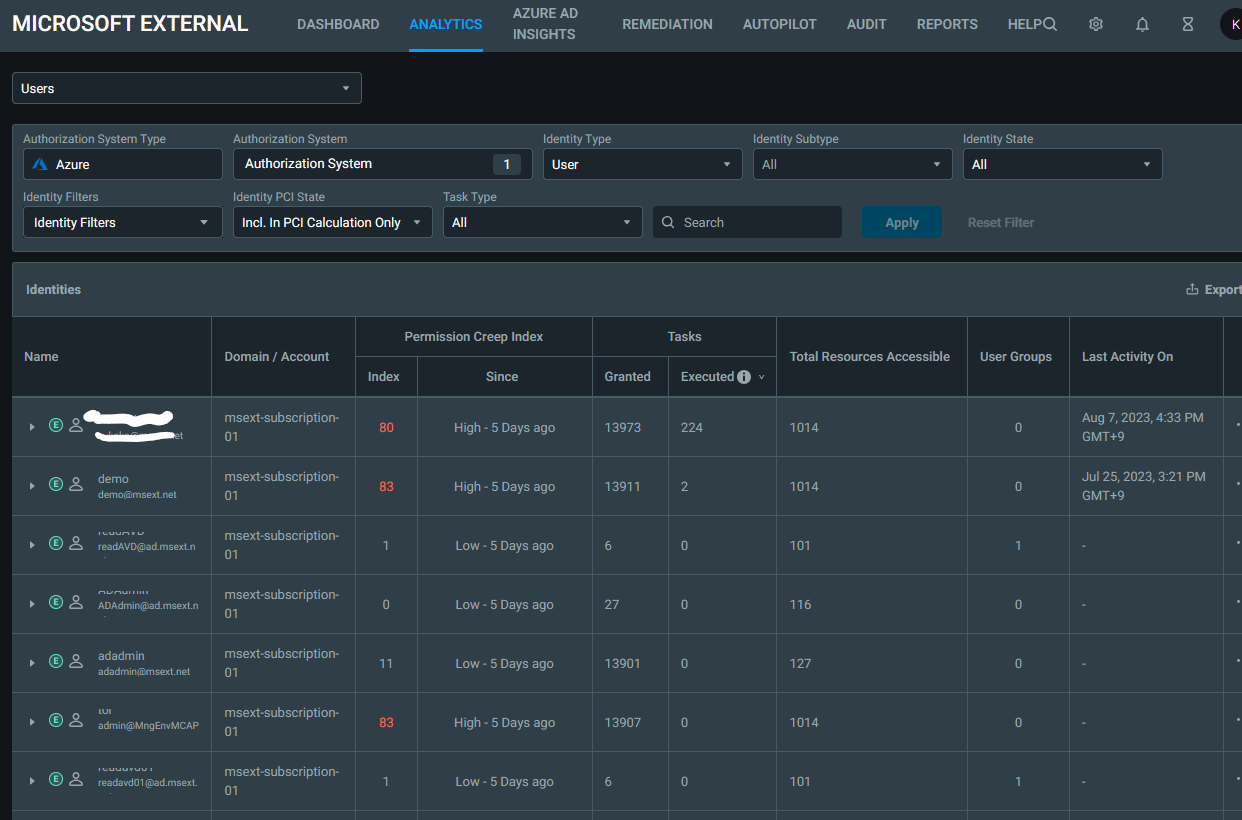 MICROSOFT EXTERNAL
DASHBOARD
ANALYTICS
AZURE AD
INSIGHTS
REMEDIATION
AUTOPILOT
AUDIT
REPORTS
HELP
K
Users
Authorization System Type
Authorization System
Identity Type
Identity Subtype
Identity State
Azure
Authorization System 1
User
All
All
Identity Filters
Identity PCI State
Task Type
Identity Filters
Incl. In PCI Calculation Only
All
Search
Apply
Reset Filter
Identities
Export
Name
Domain / Account
Permission Creep Index
Tasks
Total Resources Accessible
User Groups
Last Activity On
Index
Since
Granted
Executed
E
msext-subscription-
01
80
High - 5 Days ago
13973
224
1014
0
Aug 7, 2023, 4:33 PM
GMT+9
E
demo
demo@msext.net
msext-subscription-
01
83
High - 5 Days ago
13911
2
1014
0
Jul 25, 2023, 3:21 PM
GMT+9
E
readAVD
readAVD@ad.msext.n
msext-subscription-
01
1
Low - 5 Days ago
6
0
101
1
-
E
ADAdmin
ADAdmin@ad.msext.n
msext-subscription-
01
0
Low - 5 Days ago
27
0
116
0
-
E
adadmin
adadmin@msext.net
msext-subscription-
01
11
Low - 5 Days ago
13901
0
127
0
-
E
admin@MngEnvMCAP
msext-subscription-
01
83
High - 5 Days ago
13907
0
1014
0
-
E
readavd01
readavd01@ad.msext.
msext-subscription-
01
1
Low - 5 Days ago
6
0
101
1
-